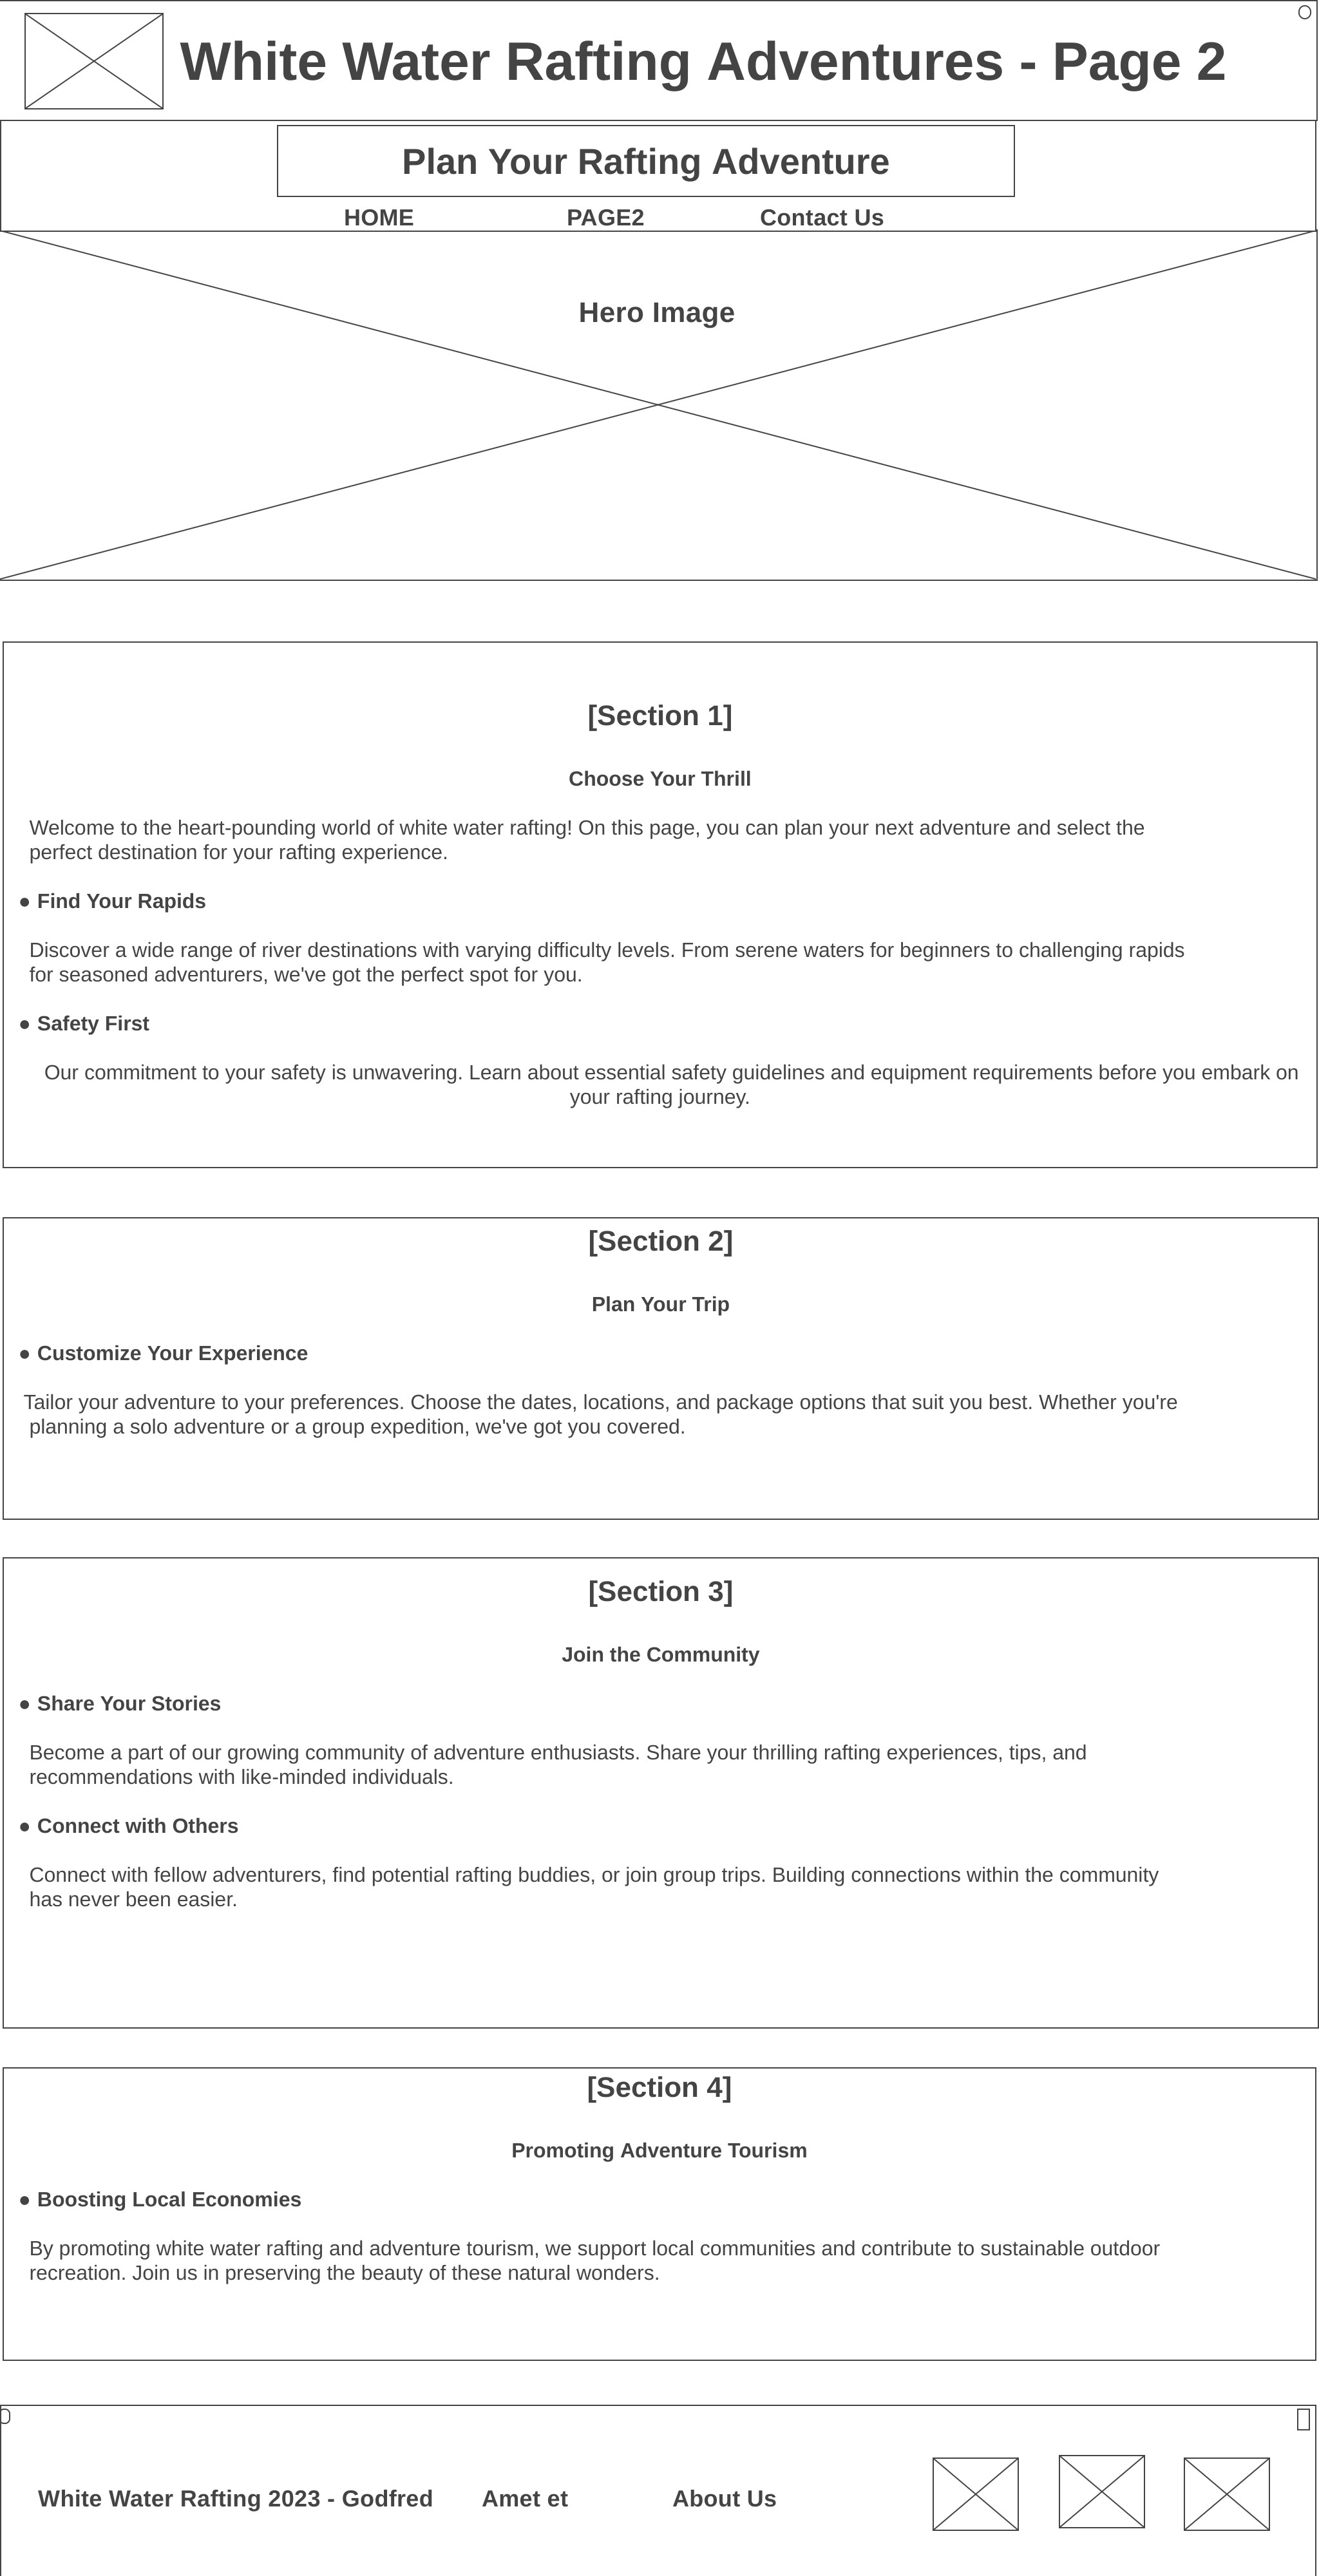 White Water Rafting Adventures - Page 2
Plan Your Rafting Adventure
HOME PAGE2 Contact Us
Hero Image
[Section 1]
Choose Your Thrill
Welcome to the heart-pounding world of white water rafting! On this page, you can plan your next adventure and select the
perfect destination for your rafting experience.
● Find Your Rapids
Discover a wide range of river destinations with varying difficulty levels. From serene waters for beginners to challenging rapids
for seasoned adventurers, we've got the perfect spot for you.
● Safety First
Our commitment to your safety is unwavering. Learn about essential safety guidelines and equipment requirements before you embark on
your rafting journey.
[Section 2]
Plan Your Trip
● Customize Your Experience
Tailor your adventure to your preferences. Choose the dates, locations, and package options that suit you best. Whether you're
planning a solo adventure or a group expedition, we've got you covered.
[Section 3]
Join the Community
● Share Your Stories
Become a part of our growing community of adventure enthusiasts. Share your thrilling rafting experiences, tips, and
recommendations with like-minded individuals.
● Connect with Others
Connect with fellow adventurers, find potential rafting buddies, or join group trips. Building connections within the community
has never been easier.
[Section 4]
Promoting Adventure Tourism
● Boosting Local Economies
By promoting white water rafting and adventure tourism, we support local communities and contribute to sustainable outdoor
recreation. Join us in preserving the beauty of these natural wonders.
White Water Rafting 2023 - Godfred Amet et About Us